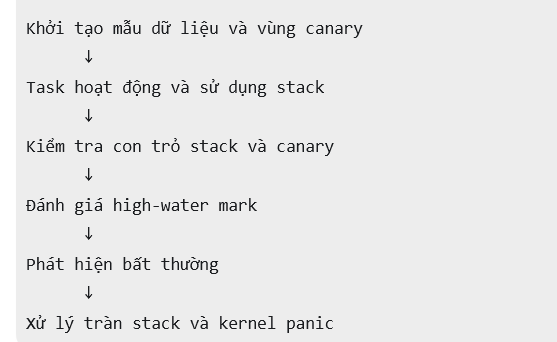 Khởi tạo mẫu dữ liệu và vùng canary
↓
Task hoạt động và sử dụng stack
↓
Kiểm tra con trỏ stack và canary
↓
Đánh giá high-water mark
↓
Phát hiện bất thường
↓
Xử lý tràn stack và kernel panic